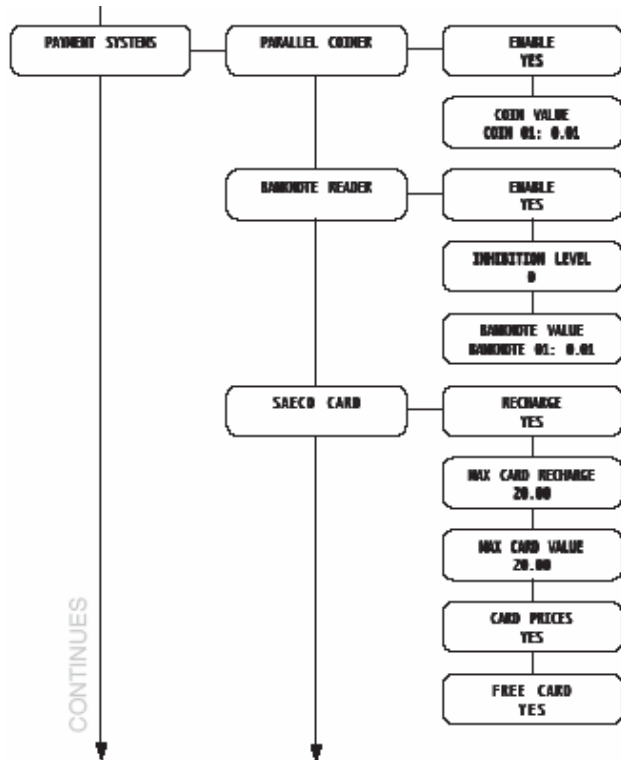 PAYMENT SYSTEMS
PARALLEL COINER
ENABLE
YES
COIN VALUE
COIN 01: 0.01
BANKNOTE READER
ENABLE
YES
INHIBITION LEVEL
0
BANKNOTE VALUE
BANKNOTE 01: 0.01
SAECO CARD
RECHARGE
YES
MAX CARD RECHARGE
20.00
MAX CARD VALUE
20.00
CARD PRICES
YES
FREE CARD
YES
CONTINUES